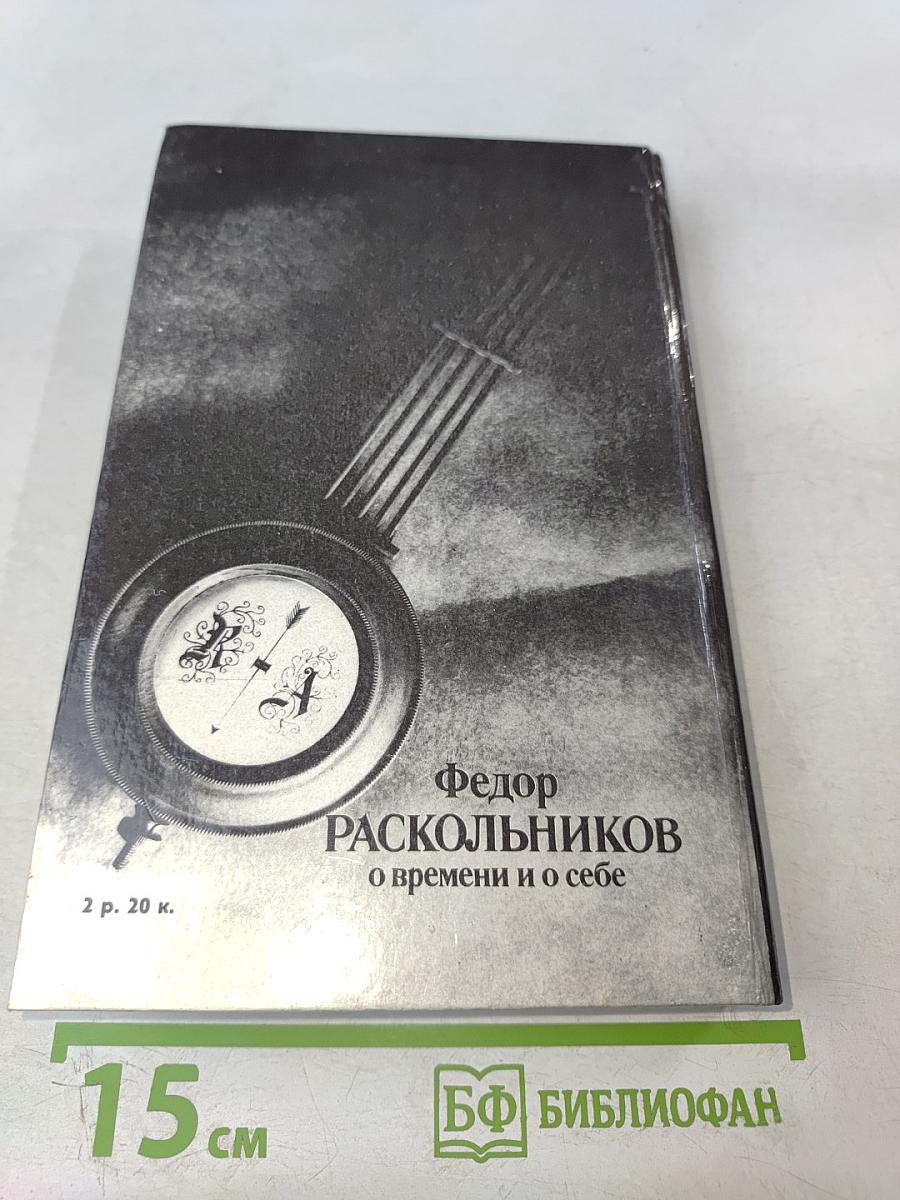 Федор
РАСКОЛЬНИКОВ
о времени и о себе
2 р. 20 к.
15 см
БФ БИБЛИОФАН